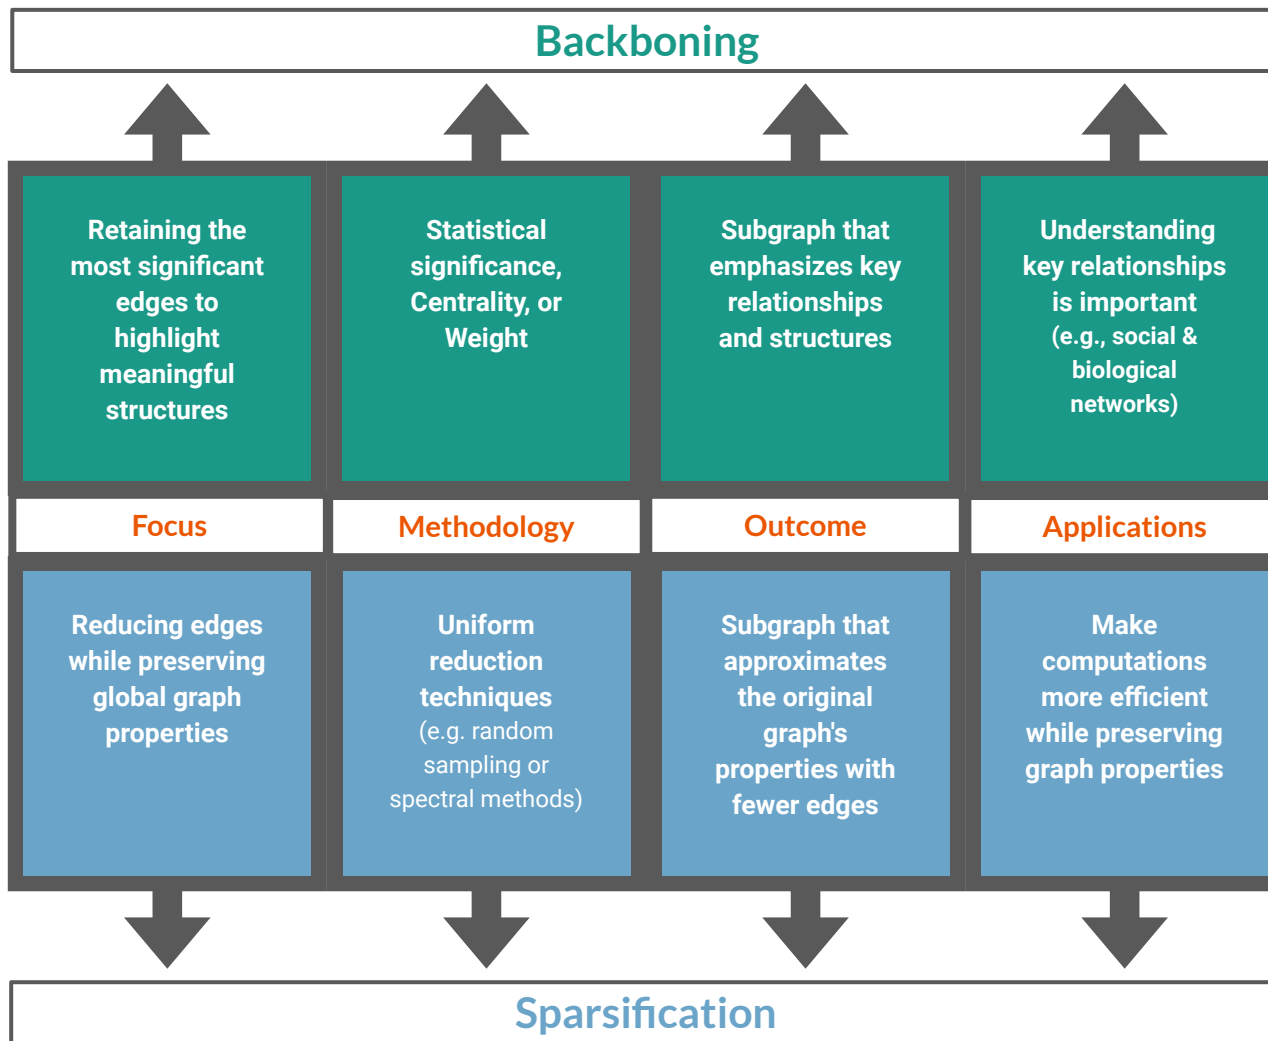 Backboning
Retaining the
most significant
edges to
highlight
meaningful
structures
Statistical
significance,
Centrality, or
Weight
Subgraph that
emphasizes key
relationships
and structures
Understanding
key relationships
is important
(e.g., social &
biological
networks)
Focus
Methodology
Outcome
Applications
Reducing edges
while preserving
global graph
properties
Uniform
reduction
techniques
(e.g. random
sampling or
spectral methods)
Subgraph that
approximates
the original
graph's
properties with
fewer edges
Make
computations
more efficient
while preserving
graph properties
Sparsification